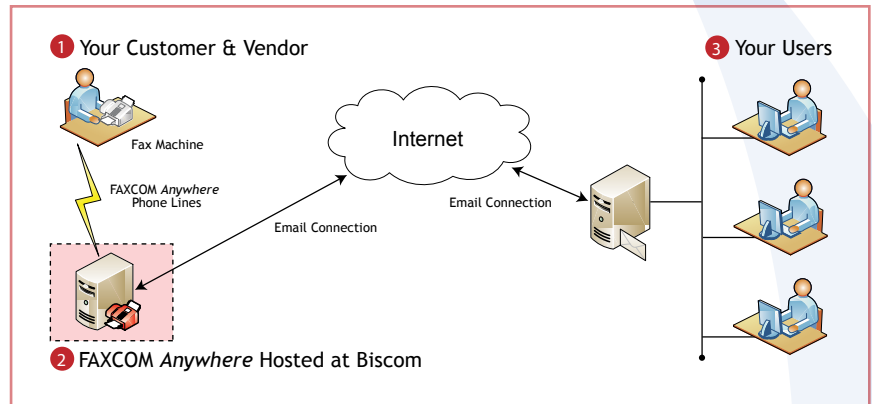 1 Your Customer & Vendor
3 Your Users
Fax Machine
Internet
FAXCOM Anywhere
Phone Lines
Email Connection
Email Connection
2 FAXCOM Anywhere Hosted at Biscom